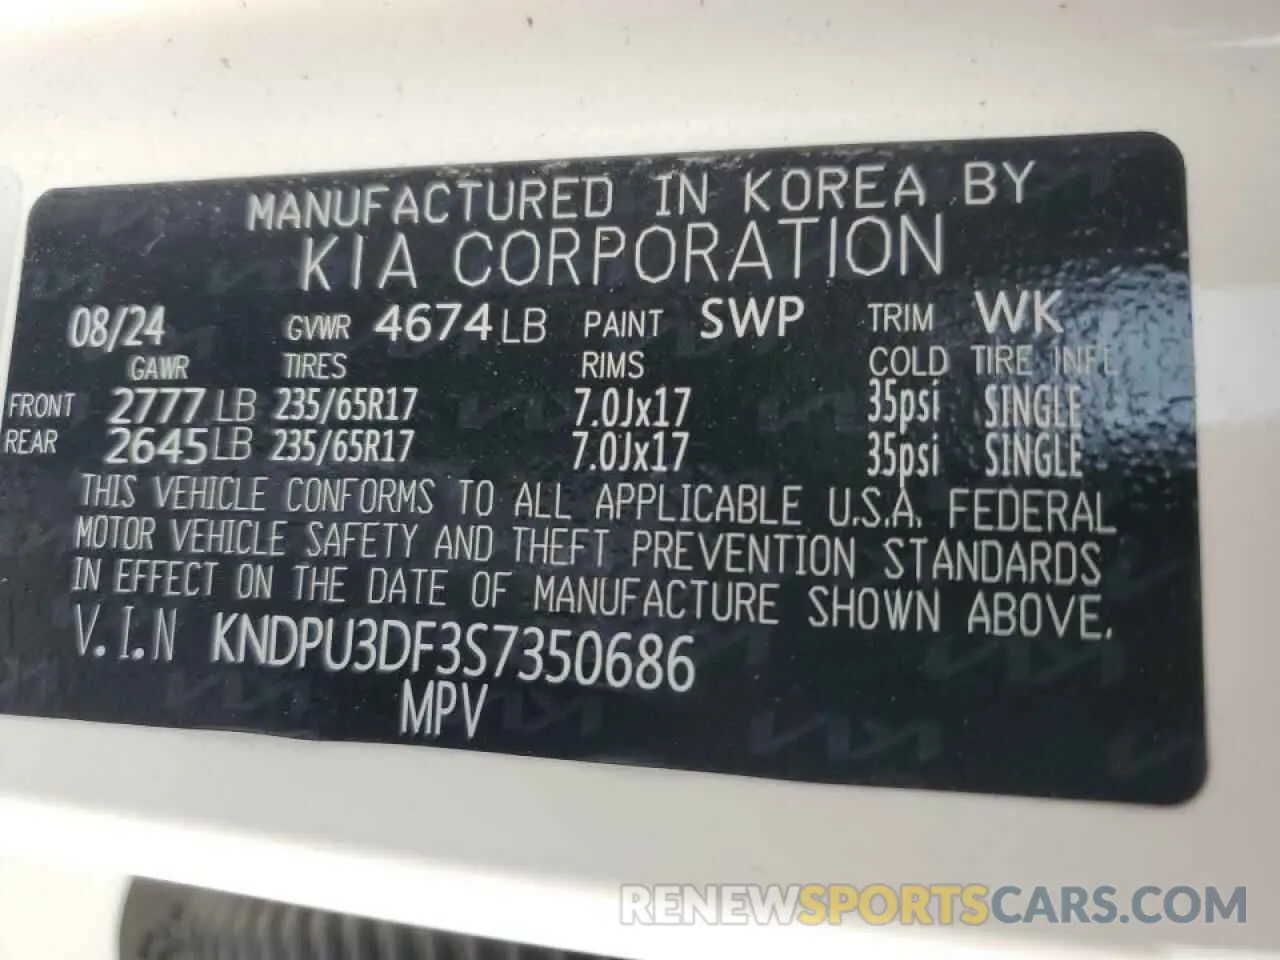 MANUFACTURED IN KOREA BY
KIA CORPORATION
08/24 GVWR 4674LB PAINT SWP TRIM WK
GAWR TIRES RIMS COLD TIRE INFL
FRONT 2777LB 235/65R17 7.0Jx17 35psi SINGLE
REAR 2645LB 235/65R17 7.0Jx17 35psi SINGLE
THIS VEHICLE CONFORMS TO ALL APPLICABLE U.S.A. FEDERAL
MOTOR VEHICLE SAFETY AND THEFT PREVENTION STANDARDS
IN EFFECT ON THE DATE OF MANUFACTURE SHOWN ABOVE.
V.I.N KNDPU3DF3S7350686
MPV
RENEWSPORTSCARS.COM